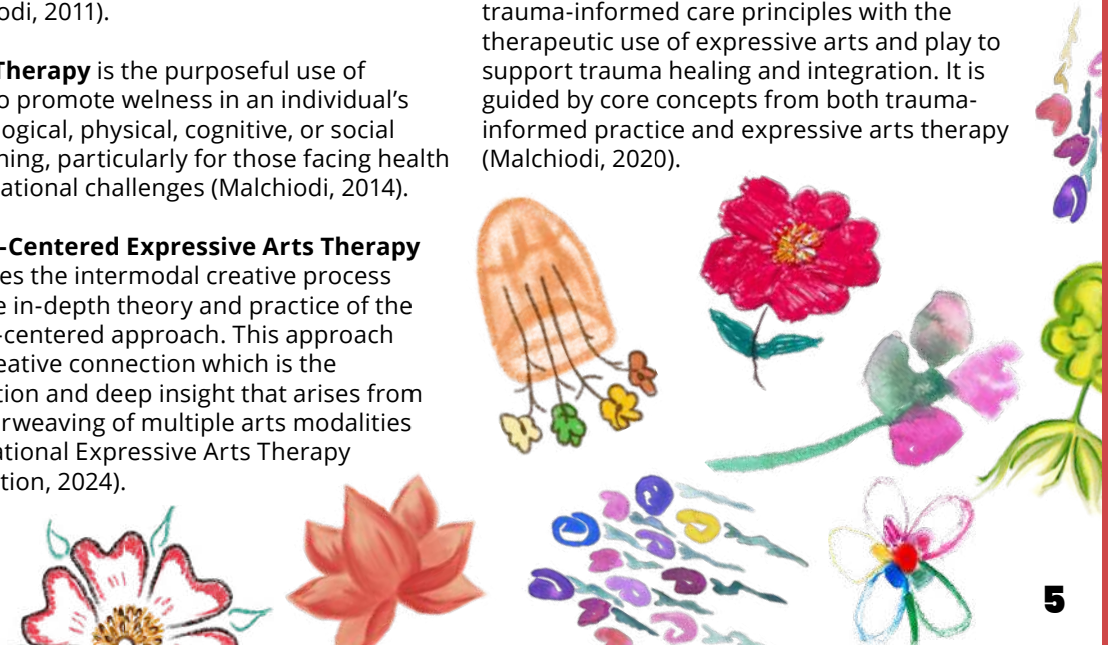 odi, 2011).
Therapy is the purposeful use of
o promote welness in an individual's
ogical, physical, cognitive, or social
ning, particularly for those facing health
ational challenges (Malchiodi, 2014).
-Centered Expressive Arts Therapy
es the intermodal creative process
e in-depth theory and practice of the
-centered approach. This approach
eative connection which is the
tion and deep insight that arises from
rweaving of multiple arts modalities
ational Expressive Arts Therapy
tion, 2024).
trauma-informed care principles with the
therapeutic use of expressive arts and play to
support trauma healing and integration. It is
guided by core concepts from both trauma-
informed practice and expressive arts therapy
(Malchiodi, 2020).
5